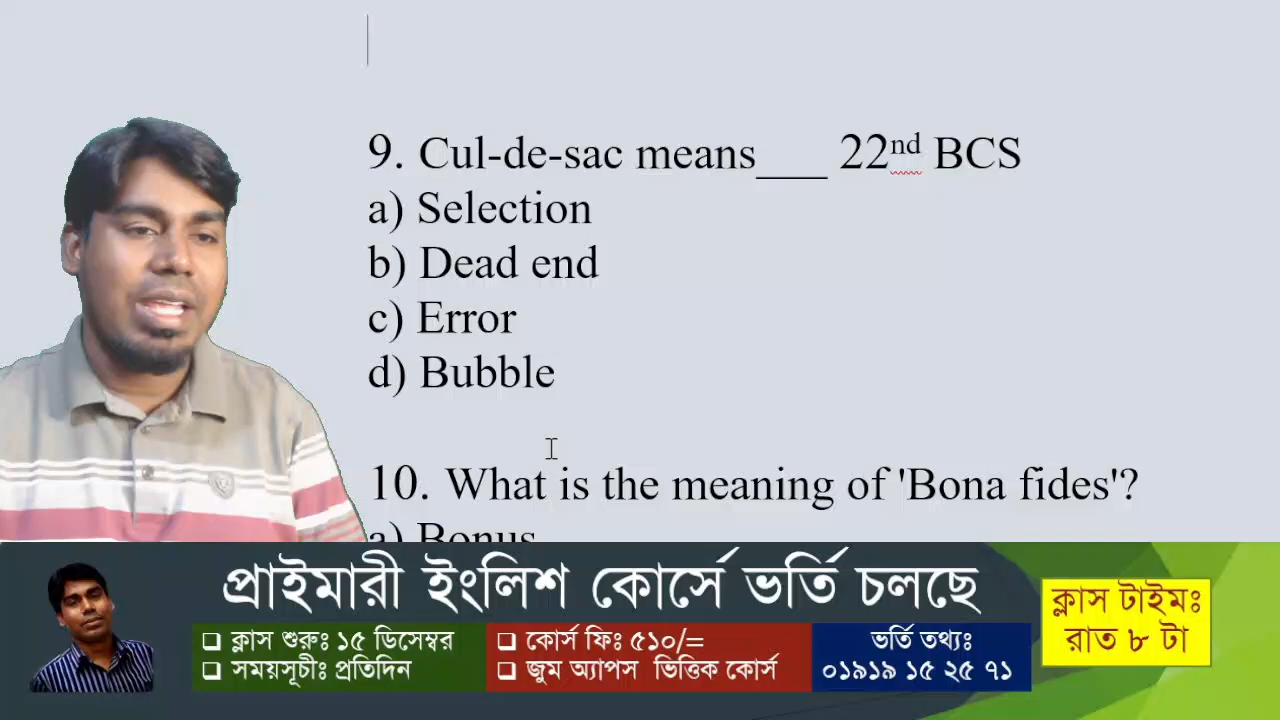 9. Cul-de-sac means___ 22nd BCS
a) Selection
b) Dead end
c) Error
d) Bubble
10. What is the meaning of 'Bona fides'?
a) Bonus
প্রাইমারী ইংলিশ কোর্সে ভর্তি চলছে
ক্লাস শুরুঃ ১৫ ডিসেম্বর
সময়সূচীঃ প্রতিদিন
কোর্স ফিঃ ৫১০/=
জুম অ্যাপস ভিত্তিক কোর্স
ভর্তি তথ্যঃ
০১৯১৯ ১৫ ২৫ ৭১
ক্লাস টাইমঃ
রাত ৮ টা